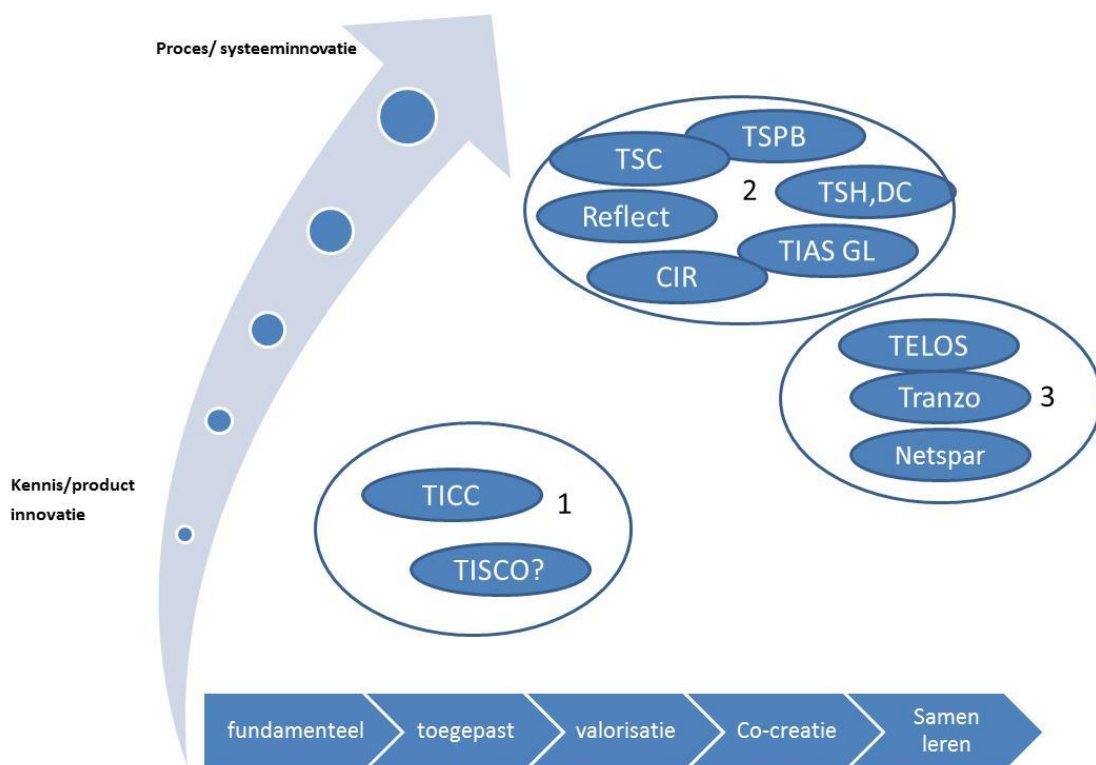 Proces/ systeeminnovatie
TSPB
TSC
2
TSH,DC
Reflect
TIAS GL
CIR
TELOS
Tranzo
3
Netspar
Kennis/product
innovatie
TICC
1
TISCO?
fundamenteel
toegepast
valorisatie
Co-creatie
Samen
leren